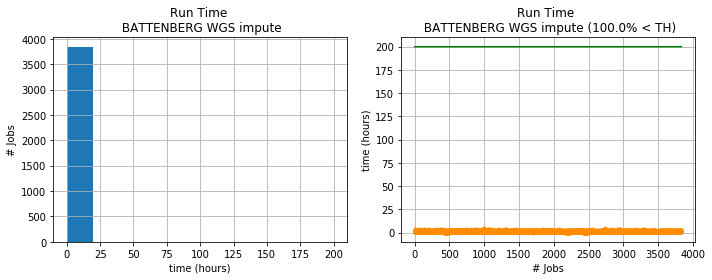 Run Time
BATTENBERG WGS impute
# Jobs
4000
3500
3000
2500
2000
1500
1000
500
0
0 25 50 75 100 125 150 175 200
time (hours)
Run Time
BATTENBERG WGS impute (100.0% < TH)
time (hours)
200
175
150
125
100
75
50
25
0
0 500 1000 1500 2000 2500 3000 3500 4000
# Jobs